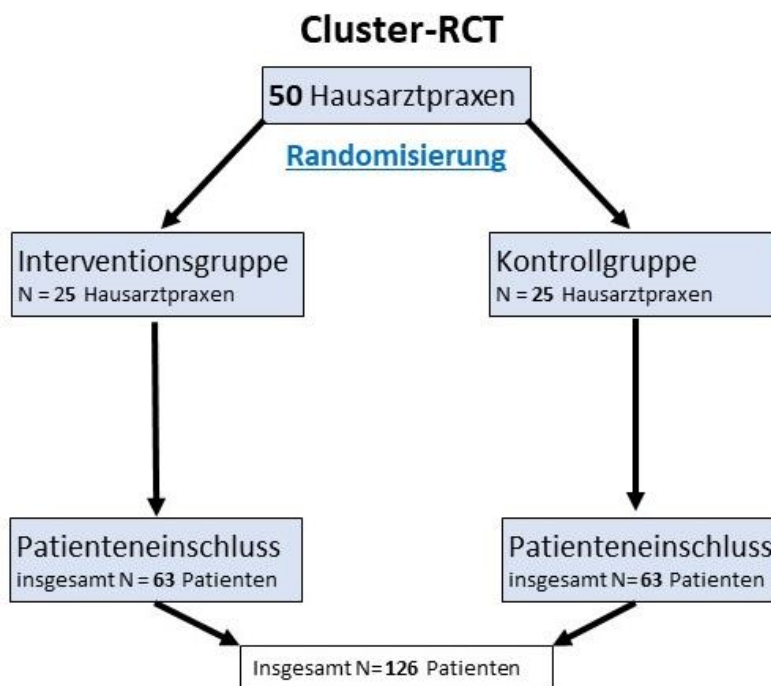 Cluster-RCT
50 Hausarztpraxen
Randomisierung
Interventionsgruppe
N = 25 Hausarztpraxen
Kontrollgruppe
N = 25 Hausarztpraxen
Patienteneinschluss
insgesamt N = 63 Patienten
Patienteneinschluss
insgesamt N= 63 Patienten
Insgesamt N=126 Patienten